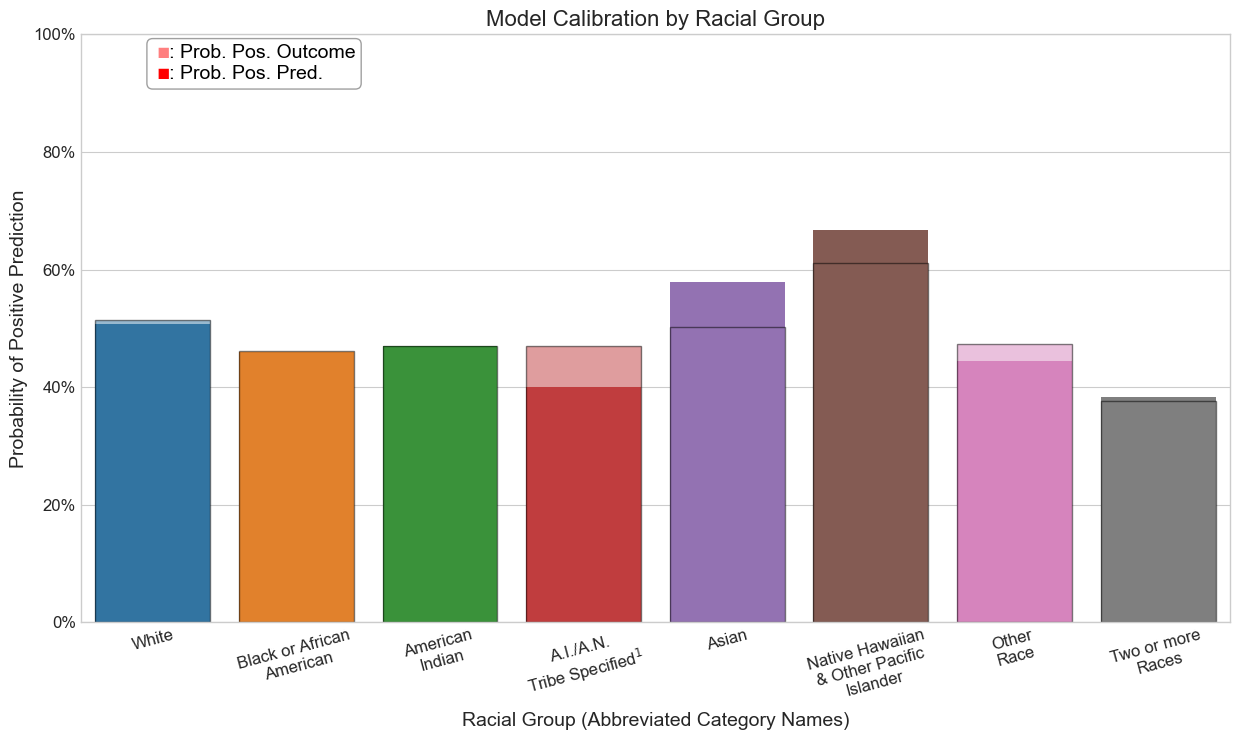 Model Calibration by Racial Group
100%
■: Prob. Pos. Outcome
■: Prob. Pos. Pred.
80%
60%
40%
20%
0%
Probability of Positive Prediction
White
Black or African
American
American
Indian
A.I./A.N.
Tribe Specified¹
Asian
Native Hawaiian
& Other Pacific
Islander
Other
Race
Two or more
Races
Racial Group (Abbreviated Category Names)